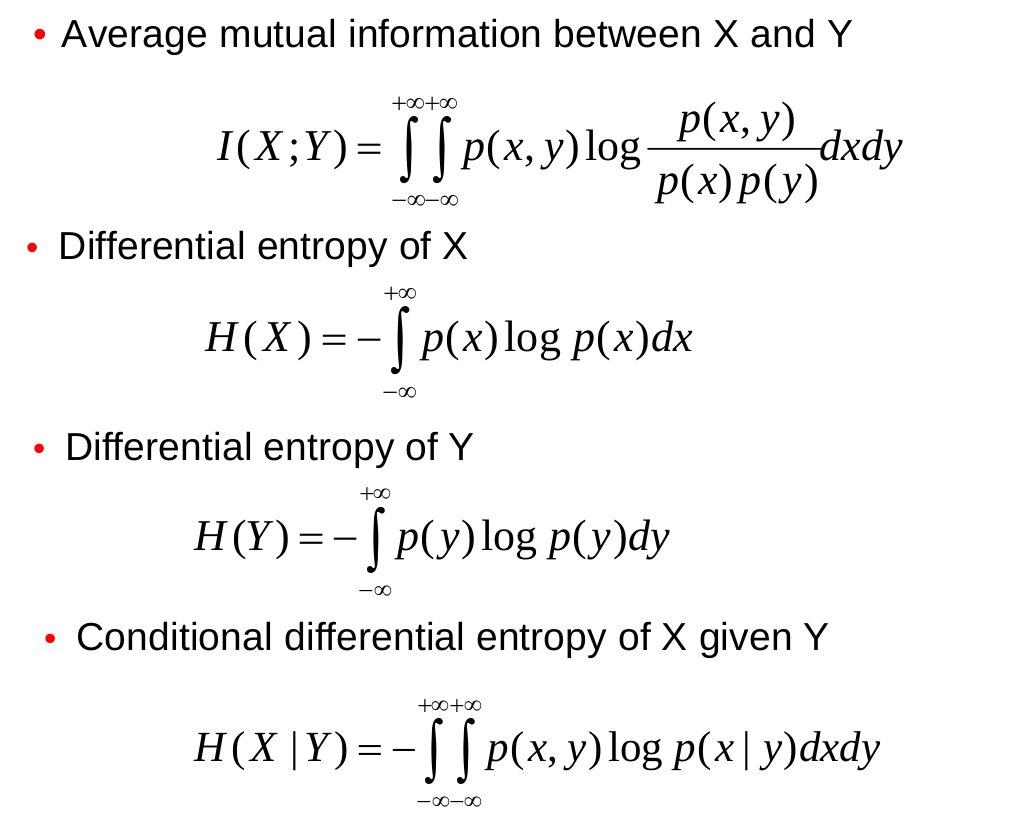 • Average mutual information between X and Y
I(X;Y) = ∫_{−∞}^{+∞} ∫_{−∞}^{+∞} p(x, y) log \frac{p(x, y)}{p(x) p(y)} dxdy
• Differential entropy of X
H(X) = − ∫_{−∞}^{+∞} p(x) log p(x)dx
• Differential entropy of Y
H(Y) = − ∫_{−∞}^{+∞} p(y) log p(y)dy
• Conditional differential entropy of X given Y
H(X | Y) = − ∫_{−∞}^{+∞} ∫_{−∞}^{+∞} p(x, y) log p(x | y)dxdy